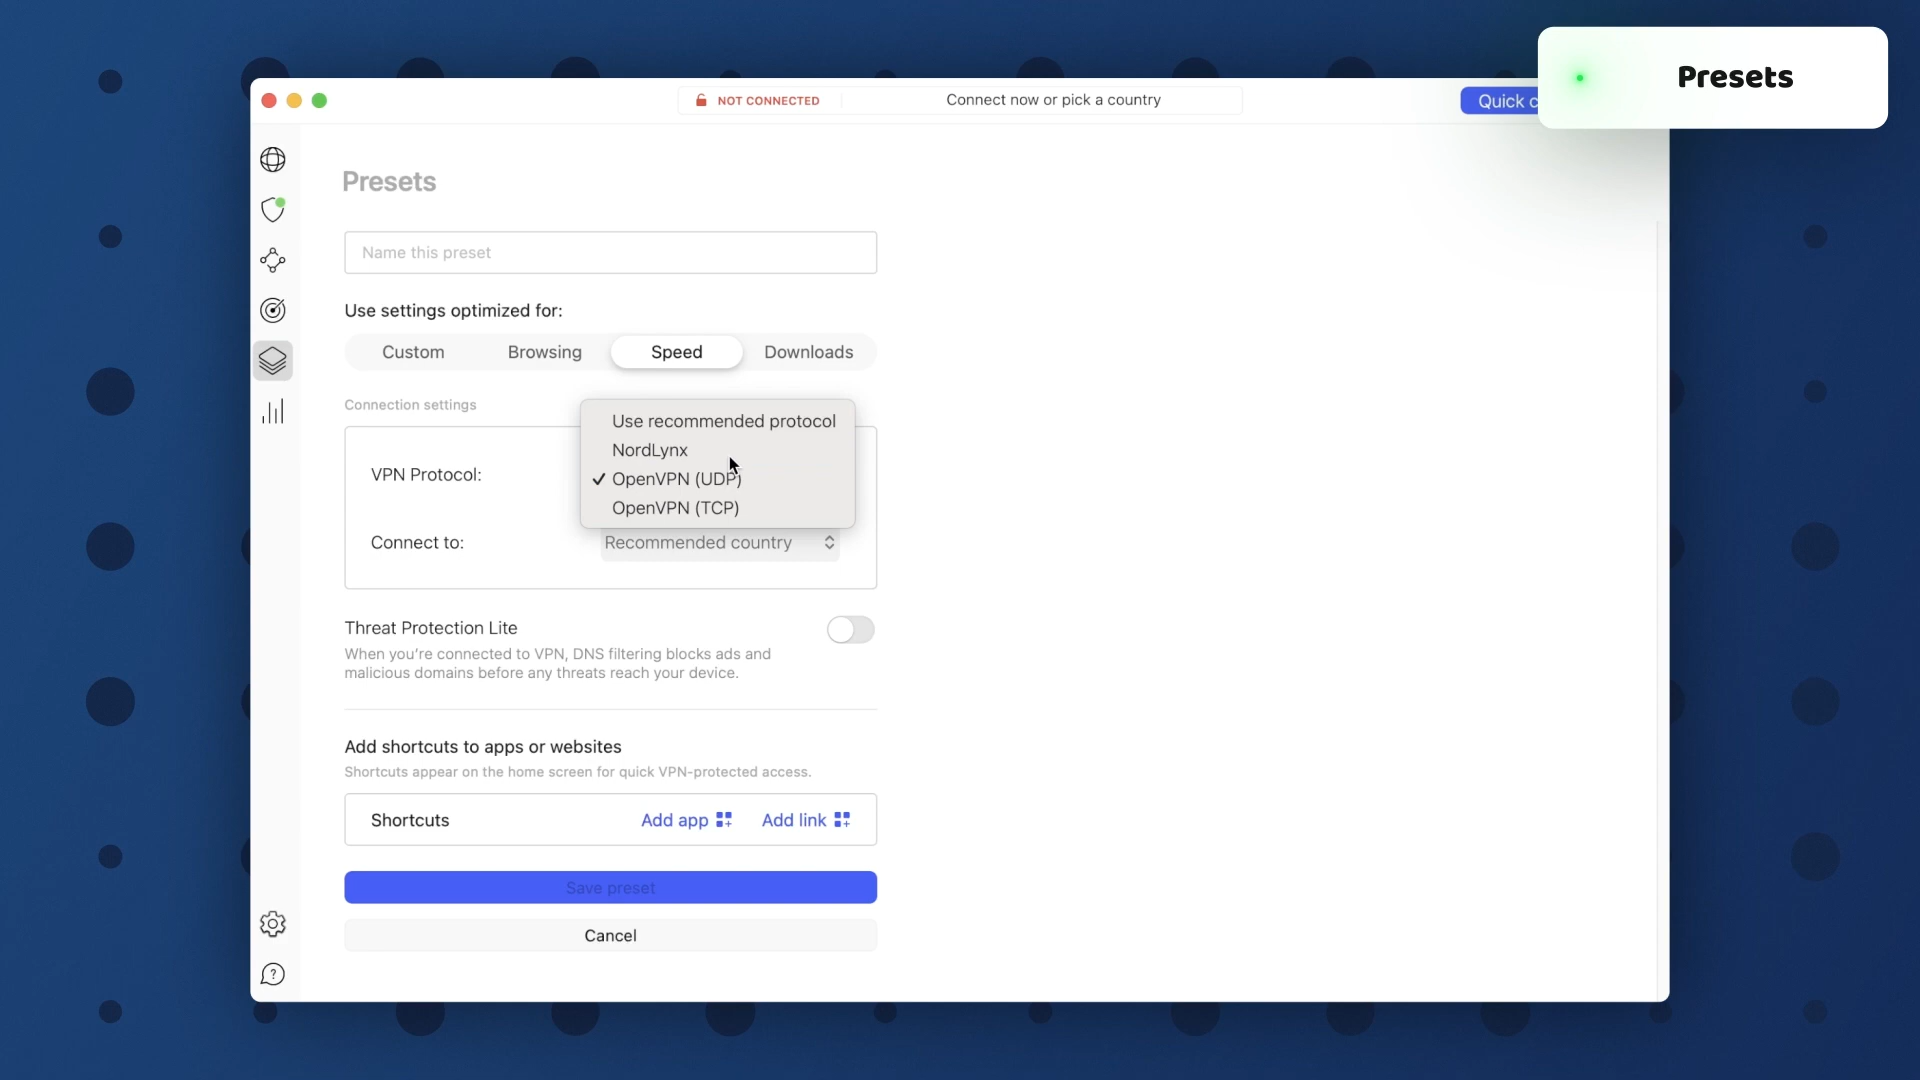 Presets
NOT CONNECTED
Connect now or pick a country
Quick c
Presets
Name this preset
Use settings optimized for:
Custom
Browsing
Speed
Downloads
Connection settings
VPN Protocol:
Use recommended protocol
NordLynx
✓ OpenVPN (UDP)
OpenVPN (TCP)
Connect to:
Recommended country
Threat Protection Lite
When you're connected to VPN, DNS filtering blocks ads and
malicious domains before any threats reach your device.
Add shortcuts to apps or websites
Shortcuts appear on the home screen for quick VPN-protected access.
Shortcuts
Add app
Add link
Save preset
Cancel
?